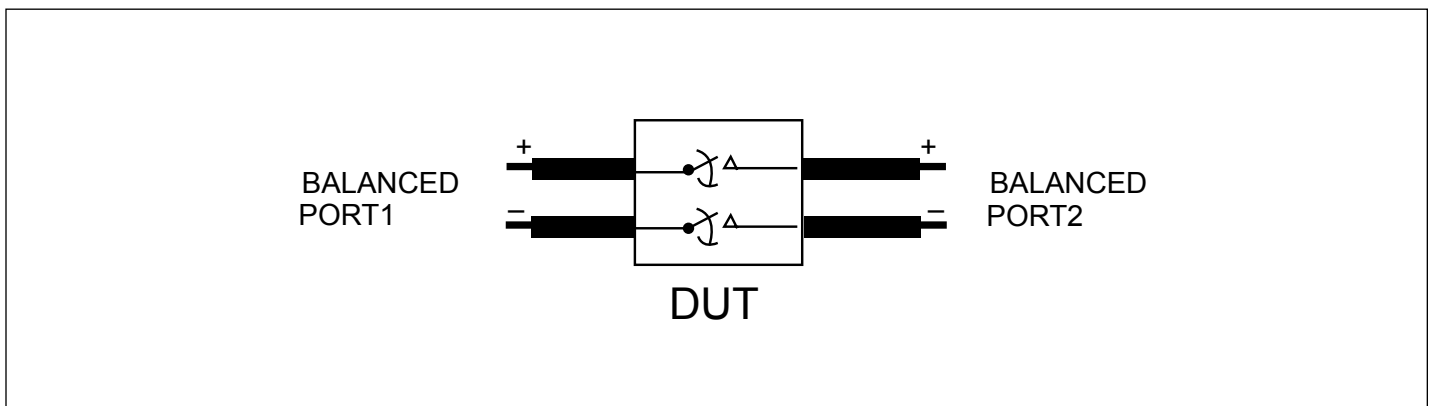 + +
BALANCED
PORT1
BALANCED
PORT2
– –
DUT